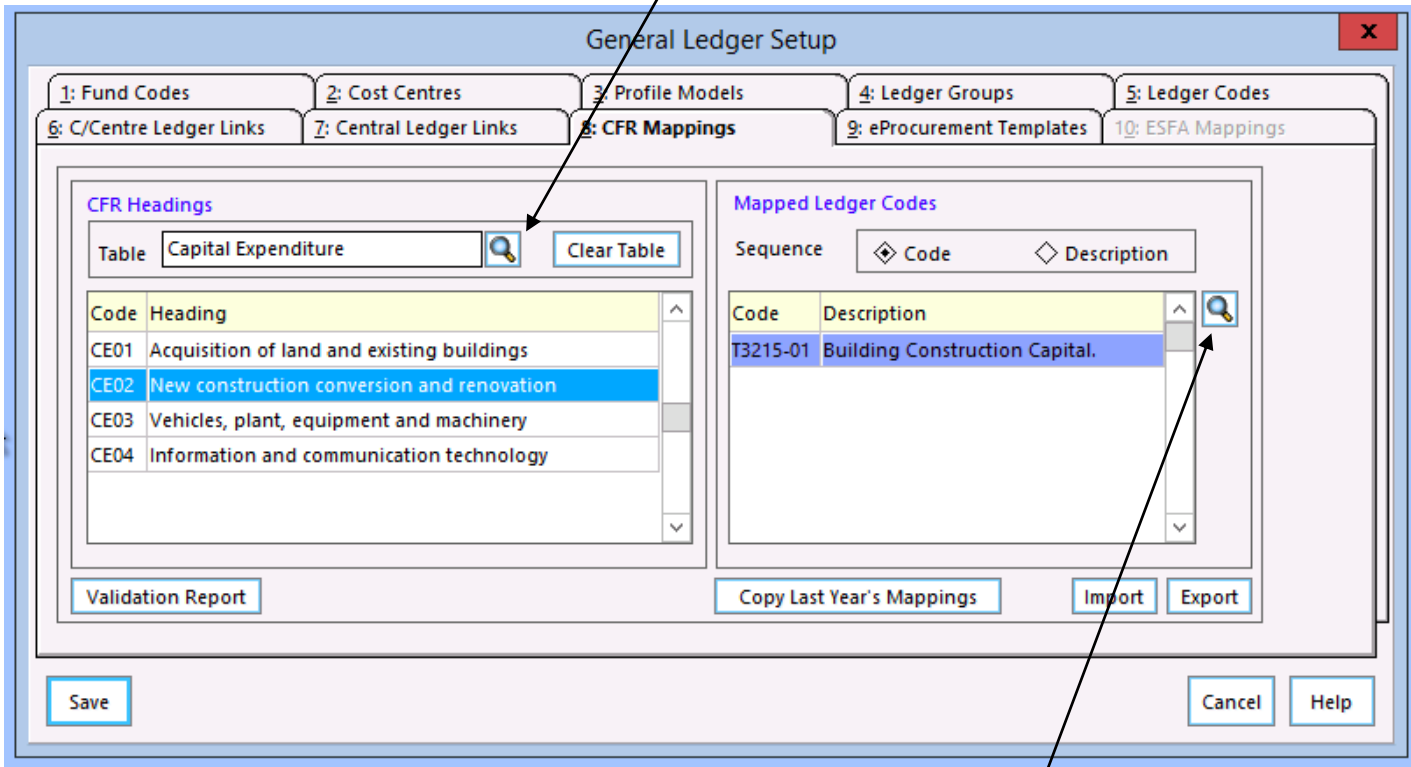 General Ledger Setup
x
1: Fund Codes 2: Cost Centres 3: Profile Models 4: Ledger Groups 5: Ledger Codes
6: C/Centre Ledger Links 7: Central Ledger Links 8: CFR Mappings 9: eProcurement Templates 10: ESFA Mappings
CFR Headings
Table Capital Expenditure Clear Table
Code Heading
CE01 Acquisition of land and existing buildings
CE02 New construction conversion and renovation
CE03 Vehicles, plant, equipment and machinery
CE04 Information and communication technology
Validation Report
Mapped Ledger Codes
Sequence Code Description
Code Description
T3215-01 Building Construction Capital.
Copy Last Year's Mappings Import Export
Save Cancel Help